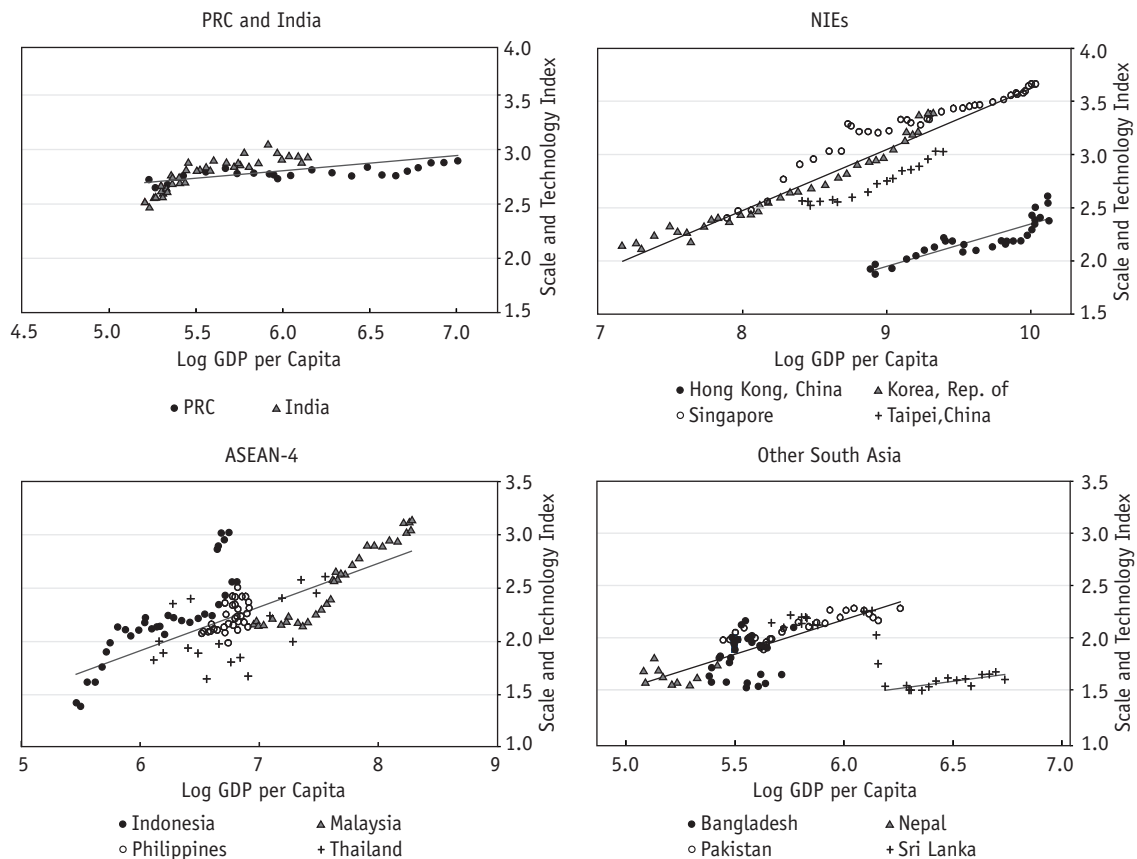 PRC and India
4.0
3.5
3.0
2.5
2.0
1.5
Scale and Technology Index
4.5 5.0 5.5 6.0 6.5 7.0
Log GDP per Capita
PRC India
NIEs
4.0
3.5
3.0
2.5
2.0
1.5
Scale and Technology Index
7 8 9 10
Log GDP per Capita
Hong Kong, China Korea, Rep. of
Singapore Taipei,China
ASEAN-4
3.5
3.0
2.5
2.0
1.5
1.0
Scale and Technology Index
5 6 7 8 9
Log GDP per Capita
Indonesia Malaysia
Philippines Thailand
Other South Asia
3.5
3.0
2.5
2.0
1.5
1.0
Scale and Technology Index
5.0 5.5 6.0 6.5 7.0
Log GDP per Capita
Bangladesh Nepal
Pakistan Sri Lanka